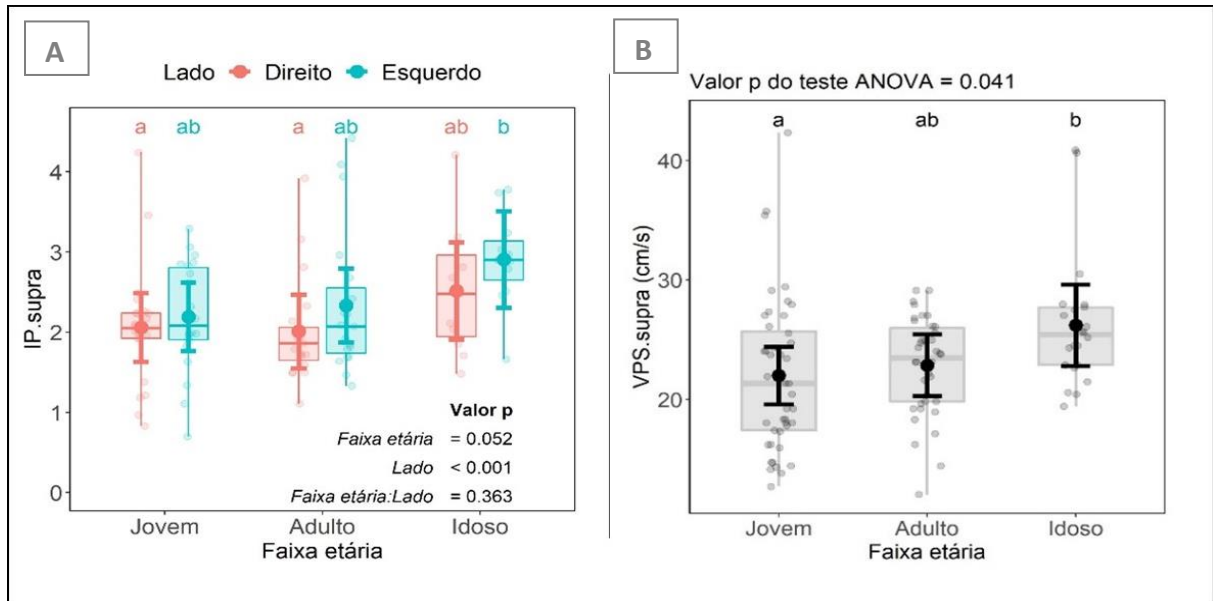 A
Lado Direito Esquerdo
a ab a ab ab b
IP.supra
4
3
2
1
0
Valor p
Faixa etária = 0.052
Lado < 0.001
Faixa etária:Lado = 0.363
Jovem Adulto Idoso
Faixa etária
B
Valor p do teste ANOVA = 0.041
a ab b
VPS.supra (cm/s)
40
30
20
Jovem Adulto Idoso
Faixa etária